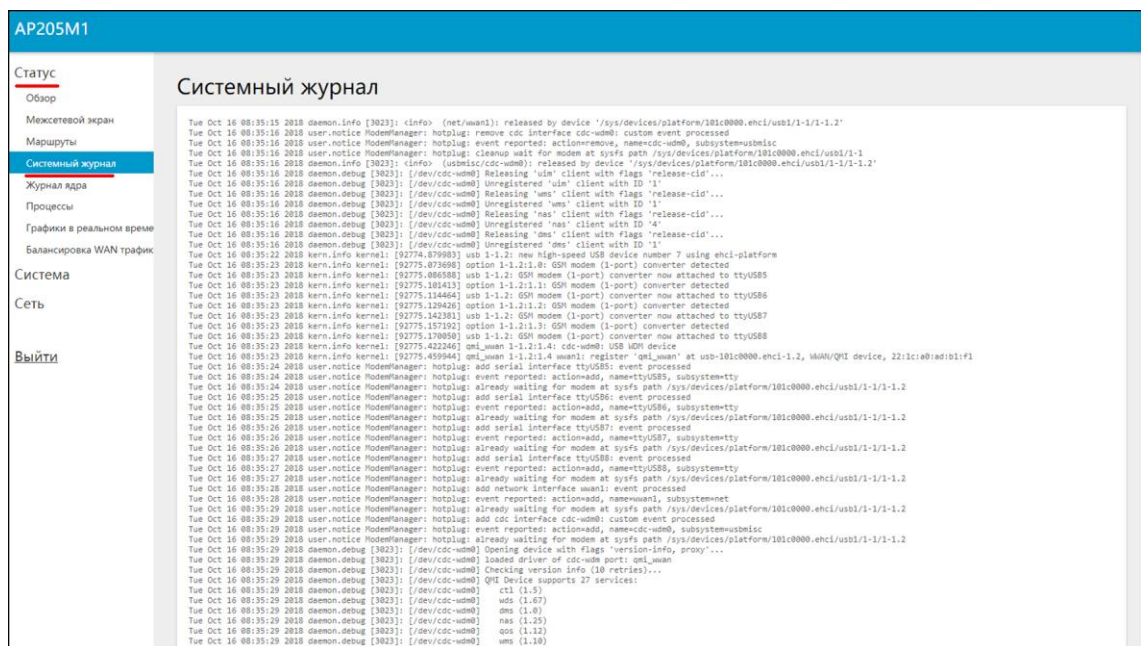 AP205M1
Статус
Обзор
Межсетевой экран
Маршруты
Системный журнал
Журнал ядра
Процессы
Графики в реальном време
Балансировка WAN трафик
Система
Сеть
Выйти
Системный журнал
Tue Oct 16 08:35:15 2018 daemon.info [3023]: <info>  (net/wwan1): released by device '/sys/devices/platform/101c0000.ehci/usb1/1-1/1-1.2'
Tue Oct 16 08:35:16 2018 user.notice ModemManager: hotplug: remove cdc interface cdc-wdm0: custom event processed
Tue Oct 16 08:35:16 2018 user.notice ModemManager: hotplug: event reported: action=remove, name=cdc-wdm0, subsystem=usbmisc
Tue Oct 16 08:35:16 2018 user.notice ModemManager: hotplug: cleanup wait for modem at sysfs path /sys/devices/platform/101c0000.ehci/usb1/1-1
Tue Oct 16 08:35:16 2018 daemon.info [3023]: <info>  (usbmisc/cdc-wdm0): released by device '/sys/devices/platform/101c0000.ehci/usb1/1-1/1-1.2'
Tue Oct 16 08:35:16 2018 daemon.debug [3023]: [/dev/cdc-wdm0] Releasing 'uim' client with flags 'release-cid'...
Tue Oct 16 08:35:16 2018 daemon.debug [3023]: [/dev/cdc-wdm0] Unregistered 'uim' client with ID '1'
Tue Oct 16 08:35:16 2018 daemon.debug [3023]: [/dev/cdc-wdm0] Releasing 'wms' client with flags 'release-cid'...
Tue Oct 16 08:35:16 2018 daemon.debug [3023]: [/dev/cdc-wdm0] Unregistered 'wms' client with ID '1'
Tue Oct 16 08:35:16 2018 daemon.debug [3023]: [/dev/cdc-wdm0] Releasing 'nas' client with flags 'release-cid'...
Tue Oct 16 08:35:16 2018 daemon.debug [3023]: [/dev/cdc-wdm0] Unregistered 'nas' client with ID '4'
Tue Oct 16 08:35:16 2018 daemon.debug [3023]: [/dev/cdc-wdm0] Releasing 'dms' client with flags 'release-cid'...
Tue Oct 16 08:35:16 2018 daemon.debug [3023]: [/dev/cdc-wdm0] Unregistered 'dms' client with ID '1'
Tue Oct 16 08:35:22 2018 kern.info kernel: [92774.879983] usb 1-1.2: new high-speed USB device number 7 using ehci-platform
Tue Oct 16 08:35:23 2018 kern.info kernel: [92775.073698] option 1-1.2:1.0: GSM modem (1-port) converter detected
Tue Oct 16 08:35:23 2018 kern.info kernel: [92775.086588] usb 1-1.2: GSM modem (1-port) converter now attached to ttyUSB5
Tue Oct 16 08:35:23 2018 kern.info kernel: [92775.101413] option 1-1.2:1.1: GSM modem (1-port) converter detected
Tue Oct 16 08:35:23 2018 kern.info kernel: [92775.114464] usb 1-1.2: GSM modem (1-port) converter now attached to ttyUSB6
Tue Oct 16 08:35:23 2018 kern.info kernel: [92775.129426] option 1-1.2:1.2: GSM modem (1-port) converter detected
Tue Oct 16 08:35:23 2018 kern.info kernel: [92775.142381] usb 1-1.2: GSM modem (1-port) converter now attached to ttyUSB7
Tue Oct 16 08:35:23 2018 kern.info kernel: [92775.157192] option 1-1.2:1.3: GSM modem (1-port) converter detected
Tue Oct 16 08:35:23 2018 kern.info kernel: [92775.170050] usb 1-1.2: GSM modem (1-port) converter now attached to ttyUSB8
Tue Oct 16 08:35:23 2018 kern.info kernel: [92775.422246] qmi_wwan 1-1.2:1.4: cdc-wdm0: USB WDM device
Tue Oct 16 08:35:23 2018 kern.info kernel: [92775.459944] qmi_wwan 1-1.2:1.4 wwan1: register 'qmi_wwan' at usb-101c0000.ehci-1.2, WWAN/QMI device, 22:1c:a0:ad:b1:f1
Tue Oct 16 08:35:24 2018 user.notice ModemManager: hotplug: add serial interface ttyUSB5: event processed
Tue Oct 16 08:35:24 2018 user.notice ModemManager: hotplug: event reported: action=add, name=ttyUSB5, subsystem=tty
Tue Oct 16 08:35:24 2018 user.notice ModemManager: hotplug: already waiting for modem at sysfs path /sys/devices/platform/101c0000.ehci/usb1/1-1/1-1.2
Tue Oct 16 08:35:25 2018 user.notice ModemManager: hotplug: add serial interface ttyUSB6: event processed
Tue Oct 16 08:35:25 2018 user.notice ModemManager: hotplug: event reported: action=add, name=ttyUSB6, subsystem=tty
Tue Oct 16 08:35:25 2018 user.notice ModemManager: hotplug: already waiting for modem at sysfs path /sys/devices/platform/101c0000.ehci/usb1/1-1/1-1.2
Tue Oct 16 08:35:26 2018 user.notice ModemManager: hotplug: add serial interface ttyUSB7: event processed
Tue Oct 16 08:35:26 2018 user.notice ModemManager: hotplug: event reported: action=add, name=ttyUSB7, subsystem=tty
Tue Oct 16 08:35:26 2018 user.notice ModemManager: hotplug: already waiting for modem at sysfs path /sys/devices/platform/101c0000.ehci/usb1/1-1/1-1.2
Tue Oct 16 08:35:27 2018 user.notice ModemManager: hotplug: add serial interface ttyUSB8: event processed
Tue Oct 16 08:35:27 2018 user.notice ModemManager: hotplug: event reported: action=add, name=ttyUSB8, subsystem=tty
Tue Oct 16 08:35:27 2018 user.notice ModemManager: hotplug: already waiting for modem at sysfs path /sys/devices/platform/101c0000.ehci/usb1/1-1/1-1.2
Tue Oct 16 08:35:28 2018 user.notice ModemManager: hotplug: add network interface wwan1: event processed
Tue Oct 16 08:35:28 2018 user.notice ModemManager: hotplug: event reported: action=add, name=wwan1, subsystem=net
Tue Oct 16 08:35:29 2018 user.notice ModemManager: hotplug: already waiting for modem at sysfs path /sys/devices/platform/101c0000.ehci/usb1/1-1/1-1.2
Tue Oct 16 08:35:29 2018 user.notice ModemManager: hotplug: add cdc interface cdc-wdm0: custom event processed
Tue Oct 16 08:35:29 2018 user.notice ModemManager: hotplug: event reported: action=add, name=cdc-wdm0, subsystem=usbmisc
Tue Oct 16 08:35:29 2018 user.notice ModemManager: hotplug: already waiting for modem at sysfs path /sys/devices/platform/101c0000.ehci/usb1/1-1/1-1.2
Tue Oct 16 08:35:29 2018 daemon.debug [3023]: [/dev/cdc-wdm0] Opening device with flags 'version-info, proxy'...
Tue Oct 16 08:35:29 2018 daemon.debug [3023]: [/dev/cdc-wdm0] loaded driver of cdc-wdm port: qmi_wwan
Tue Oct 16 08:35:29 2018 daemon.debug [3023]: [/dev/cdc-wdm0] Checking version info (10 retries)...
Tue Oct 16 08:35:29 2018 daemon.debug [3023]: [/dev/cdc-wdm0] QMI Device supports 27 services:
Tue Oct 16 08:35:29 2018 daemon.debug [3023]: [/dev/cdc-wdm0]    ctl (1.5)
Tue Oct 16 08:35:29 2018 daemon.debug [3023]: [/dev/cdc-wdm0]    wds (1.67)
Tue Oct 16 08:35:29 2018 daemon.debug [3023]: [/dev/cdc-wdm0]    dms (1.0)
Tue Oct 16 08:35:29 2018 daemon.debug [3023]: [/dev/cdc-wdm0]    nas (1.25)
Tue Oct 16 08:35:29 2018 daemon.debug [3023]: [/dev/cdc-wdm0]    qos (1.12)
Tue Oct 16 08:35:29 2018 daemon.debug [3023]: [/dev/cdc-wdm0]    wms (1.10)